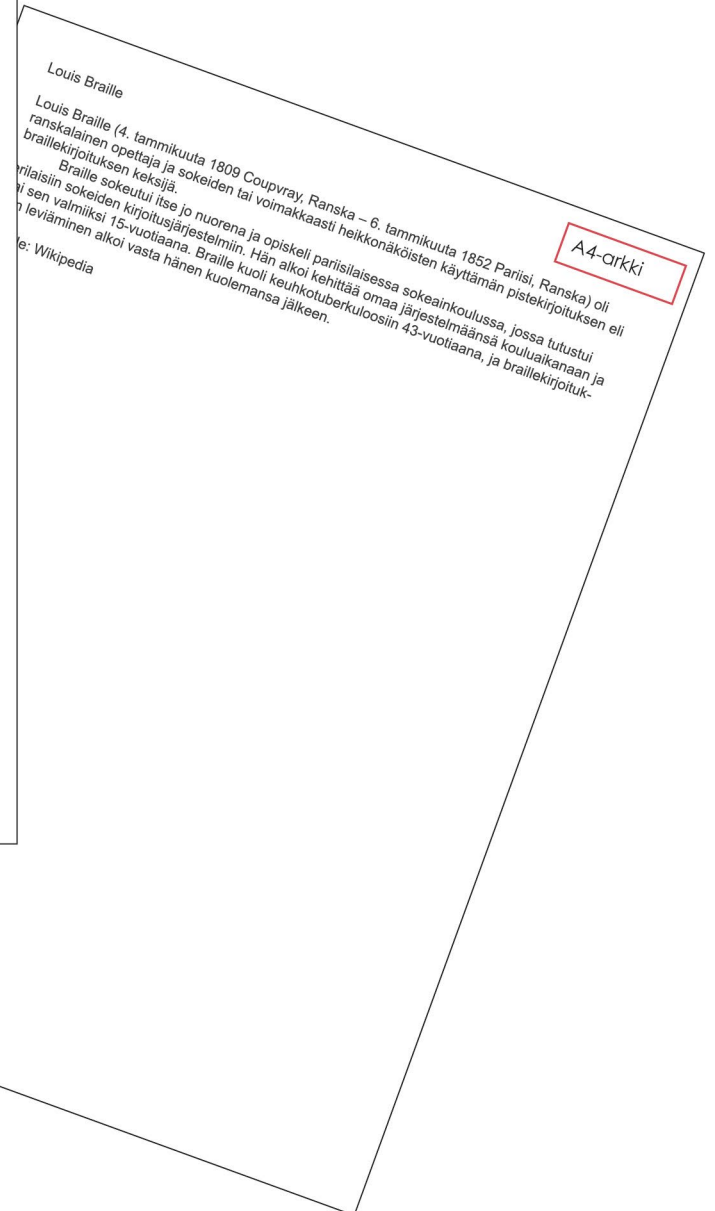 Louis Braille
A4-arkki
Louis Braille (4. tammikuuta 1809 Coupvray, Ranska – 6. tammikuuta 1852 Pariisi, Ranska) oli
ranskalainen opettaja ja sokeiden tai voimakkaasti heikkonäköisten käyttämän pistekirjoituksen eli
braillekirjoituksen keksijä.
Braille sokeutui itse jo nuorena ja opiskeli pariisilaisessa sokeainkoulussa, jossa tutustui
erilaisiin sokeiden kirjoitusjärjestelmiin. Hän alkoi kehittää omaa järjestelmäänsä kouluaikanaan ja
sen valmiiksi 15-vuotiaana. Braille kuoli keuhkotuberkuloosiin 43-vuotiaana, ja braillekirjoituk-
leviäminen alkoi vasta hänen kuolemansa jälkeen.
Wikipedia